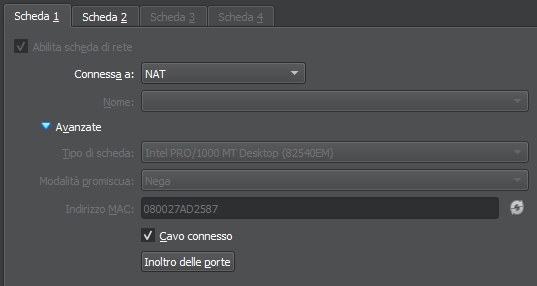 Scheda 1 Scheda 2 Scheda 3 Scheda 4
Abilita scheda di rete
Connessa a: NAT
Nome:
Avanzate
Tipo di scheda: Intel PRO/1000 MT Desktop (82540EM)
Modalità promiscua: Nega
Indirizzo MAC: 080027AD2587
Cavo connesso
Inoltro delle porte